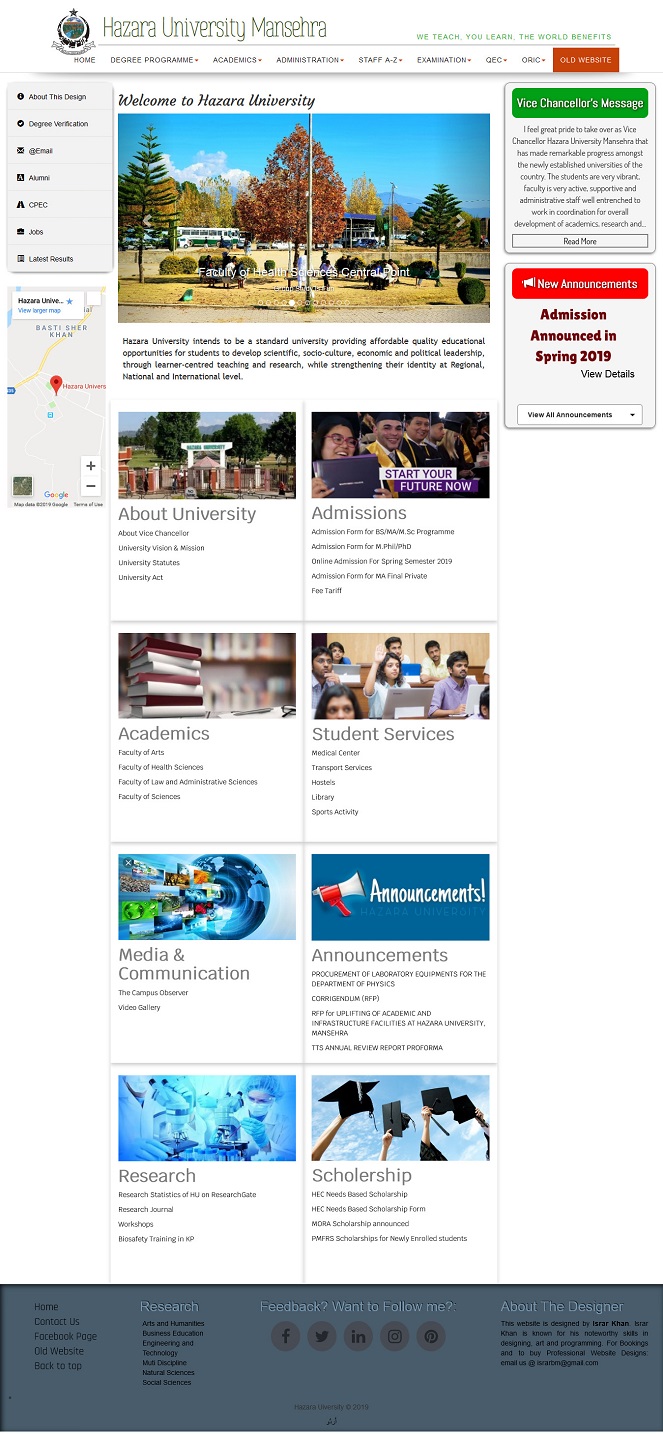 Hazara University Mansehra
WE TEACH, YOU LEARN, THE WORLD BENEFITS
HOME
DEGREE PROGRAMME
ACADEMICS
ADMINISTRATION
STAFF A-Z
EXAMINATION
QEC
ORIC
OLD WEBSITE
About This Design
Degree Verification
@Email
Alumni
CPEC
Jobs
Latest Results
Hazara Unive...
View larger map
BASTI SHER
KHAN
Hazara Univers
Google
Map data ©2019 Google
Terms of Use
Welcome to Hazara University
Faculty of Health Sciences Central Point
Hazara University intends to be a standard university providing affordable quality educational
opportunities for students to develop scientific, socio-culture, economic and political leadership,
through learner-centred teaching and research, while strengthening their identity at Regional,
National and International level.
Vice Chancellor's Message
I feel great pride to take over as Vice
Chancellor Hazara University Mansehra that
has made remarkable progress amongst
the newly established universities of the
country. The students are very vibrant,
faculty is very active, supportive and
administrative staff well entrenched to
work in coordination for overall
development of academics, research and...
Read More
New Announcements
Admission
Announced in
Spring 2019
View Details
View All Announcements
HAZARA UNIVERSITY
About University
About Vice Chancellor
University Vision & Mission
University Statutes
University Act
START YOUR
FUTURE NOW
Admissions
Admission Form for BS/MA/M.Sc Programme
Admission Form for M.Phil/PhD
Online Admission For Spring Semester 2019
Admission Form for MA Final Private
Fee Tariff
Academics
Faculty of Arts
Faculty of Health Sciences
Faculty of Law and Administrative Sciences
Faculty of Sciences
Student Services
Medical Center
Transport Services
Hostels
Library
Sports Activity
Media &
Communication
The Campus Observer
Video Gallery
Announcements!
HAZARA UNIVERSITY
Announcements
PROCUREMENT OF LABORATORY EQUIPMENTS FOR THE
DEPARTMENT OF PHYSICS
CORRIGENDUM (RFP)
RFP for UPLIFTING OF ACADEMIC AND
INFRASTRUCTURE FACILITIES AT HAZARA UNIVERSITY,
MANSEHRA
TTS ANNUAL REVIEW REPORT PROFORMA
Research
Research Statistics of HU on ResearchGate
Research Journal
Workshops
Biosafety Training in KP
Scholership
HEC Needs Based Scholarship
HEC Needs Based Scholarship Form
MORA Scholarship announced
PMFRS Scholarships for Newly Enrolled students
Home
Contact Us
Facebook Page
Old Website
Back to top
Research
Arts and Humanities
Business Education
Engineering and
Technology
Muti Discipline
Natural Sciences
Social Sciences
Feedback? Want to Follow me?:
About The Designer
This website is designed by Israr Khan. Israr
Khan is known for his noteworthy skills in
designing, art and programming. For Bookings
and to buy Professional Website Designs:
email us @ israrbm@gmail.com
Hazara Uiversity © 2019
اردو